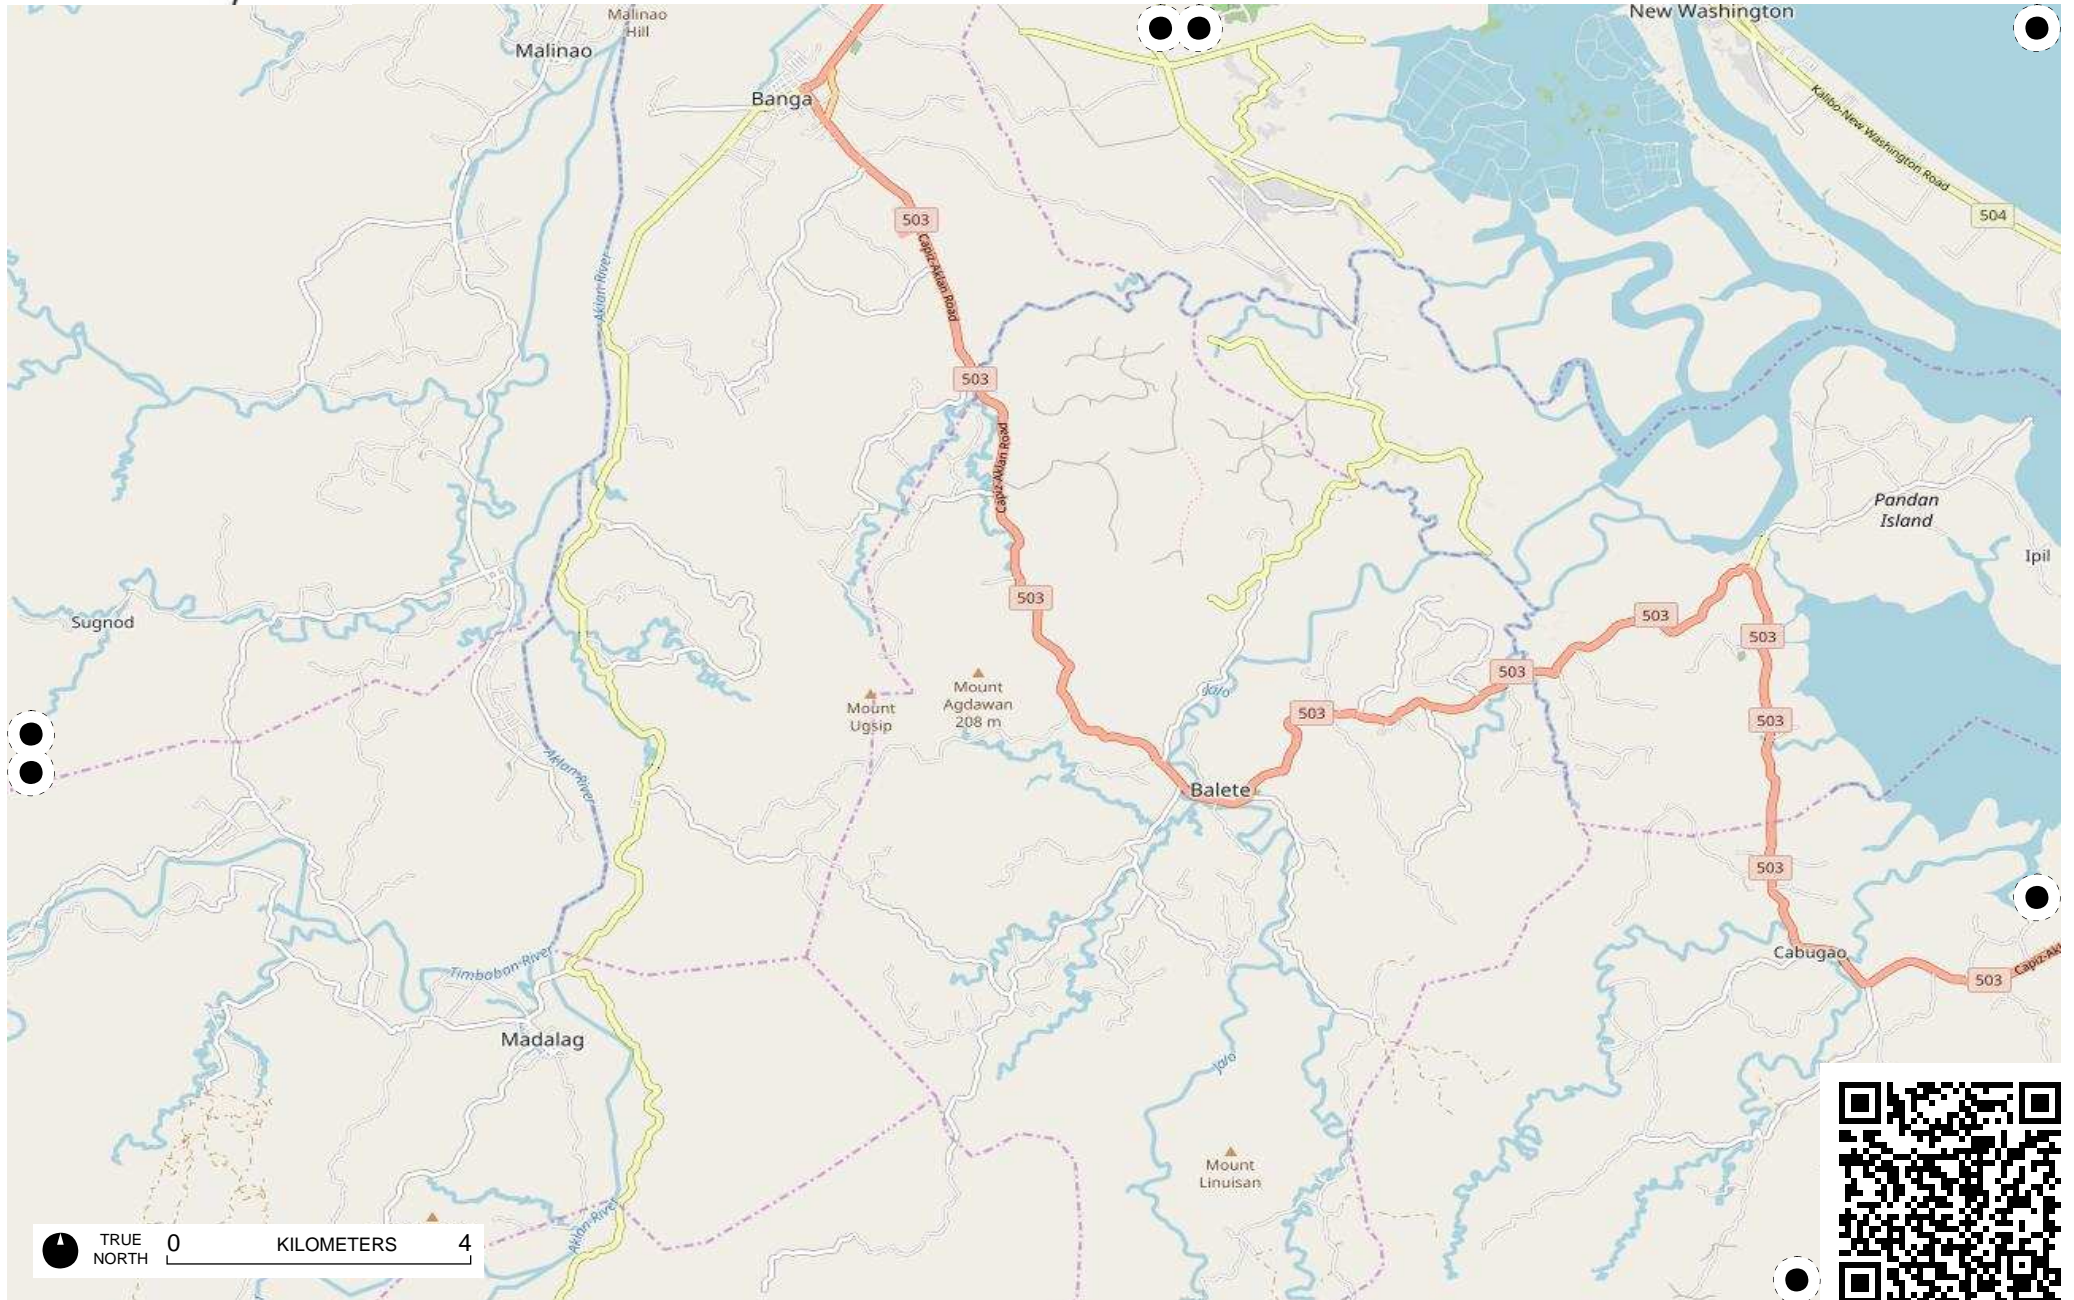 Malinao
Hill
New Washington
Malinao
Banga
Kalibo-New Washington Road
503
504
Capiz-Aklan Road
Aklan River
503
Capiz-Aklan Road
Pandan
Island
Ipil
503
503
Sugnod
503
503
Mount
Agdawan
208 m
Mount
Ugsip
Jalo
503
503
Aklan River
Balete
503
Cabugao
Timbaban River
503
Capiz-Ak
Madalag
Jalo
Mount
Linuisan
Aklan River
TRUE
NORTH
0 KILOMETERS 4